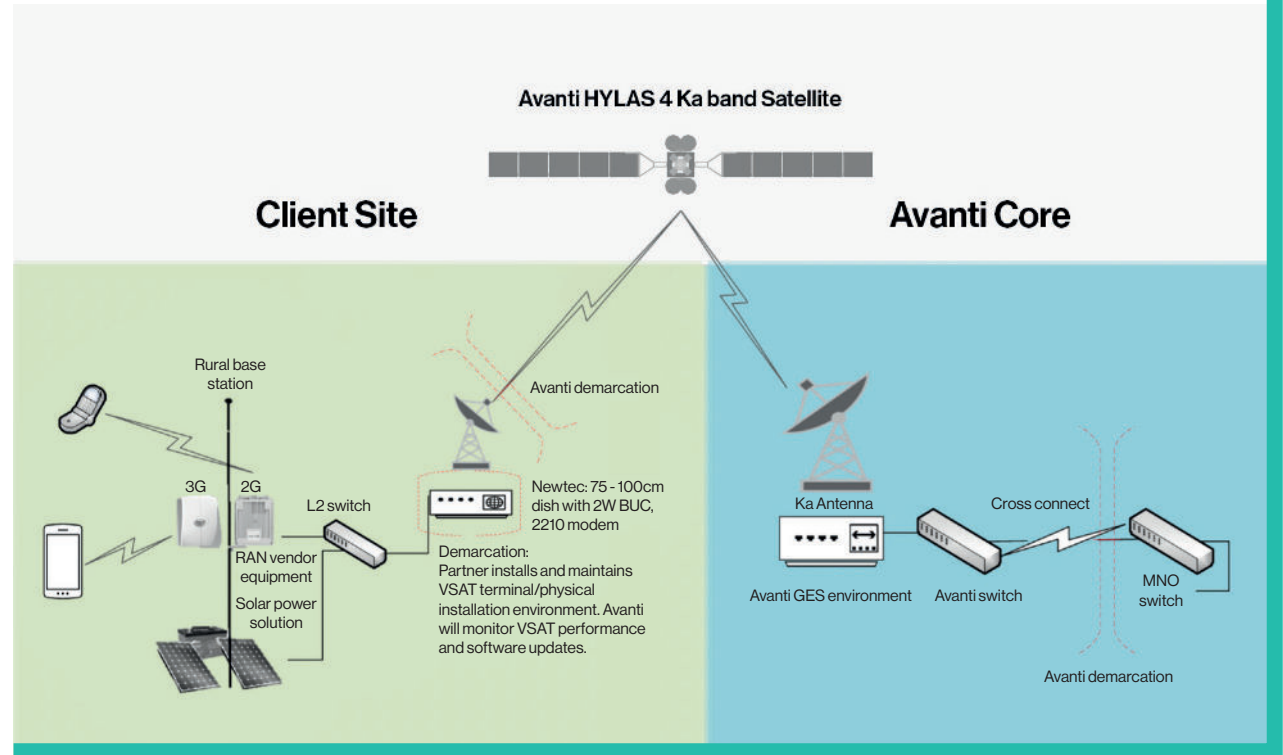 Avanti HYLAS 4 Ka band Satellite
Client Site
Avanti Core
Rural base
station
Avanti demarcation
3G
2G
L2 switch
RAN vendor
equipment
Solar power
solution
Newtec: 75 - 100cm
dish with 2W BUC,
2210 modem
Demarcation:
Partner installs and maintains
VSAT terminal/physical
installation environment. Avanti
will monitor VSAT performance
and software updates.
Ka Antenna
Cross connect
Avanti GES environment
Avanti switch
MNO
switch
Avanti demarcation